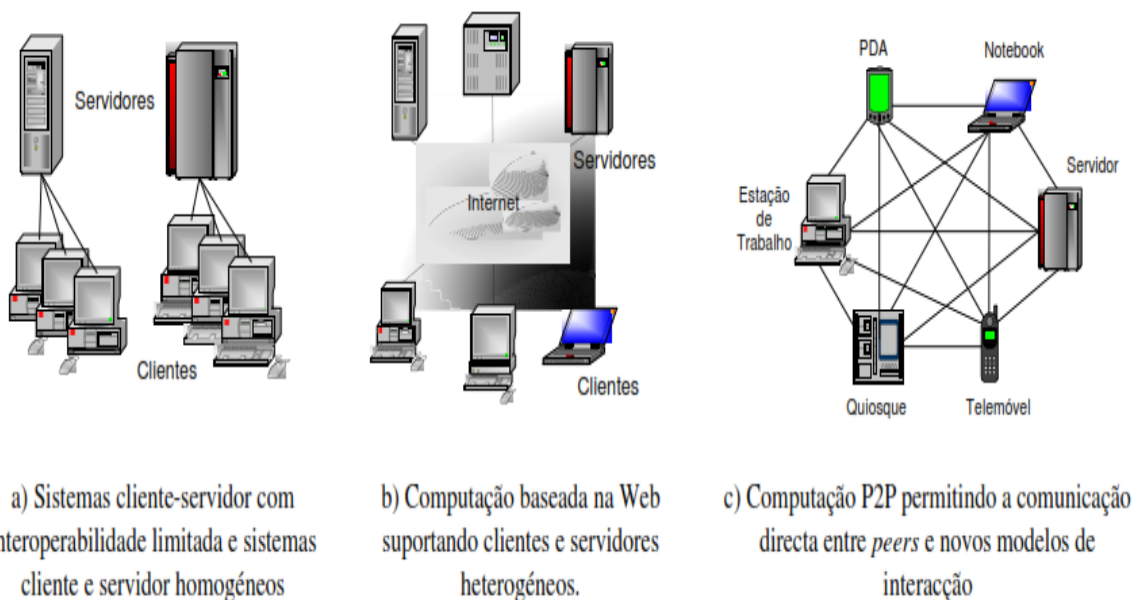 Servidores
Clientes
Internet
Servidores
Clientes
PDA
Notebook
Servidor
Estação
de
Trabalho
Quiosque
Telemóvel
a) Sistemas cliente-servidor com
nteroperabilidade limitada e sistemas
cliente e servidor homogéneos
b) Computação baseada na Web
suportando clientes e servidores
heterogéneos.
c) Computação P2P permitindo a comunicação
directa entre peers e novos modelos de
interacção